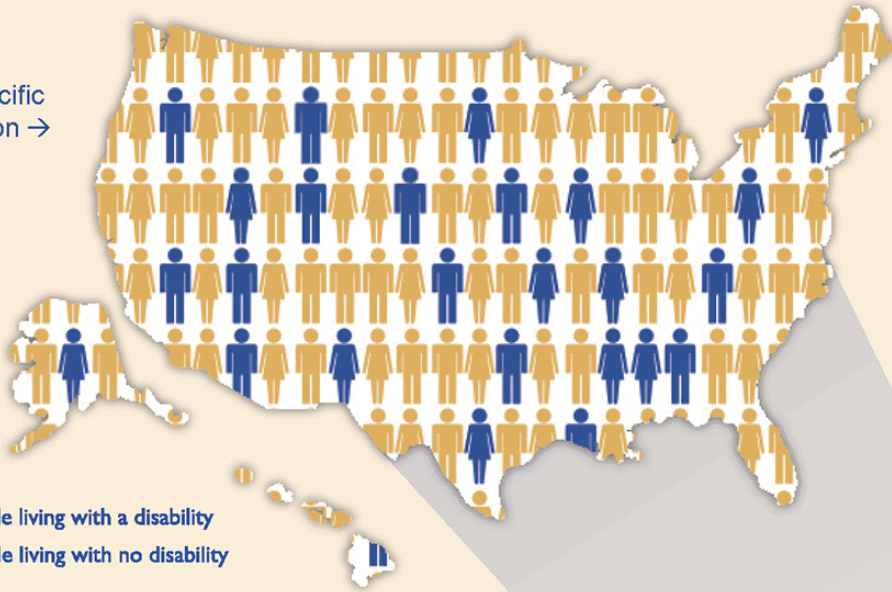 cific
on →
le living with a disability
le living with no disability